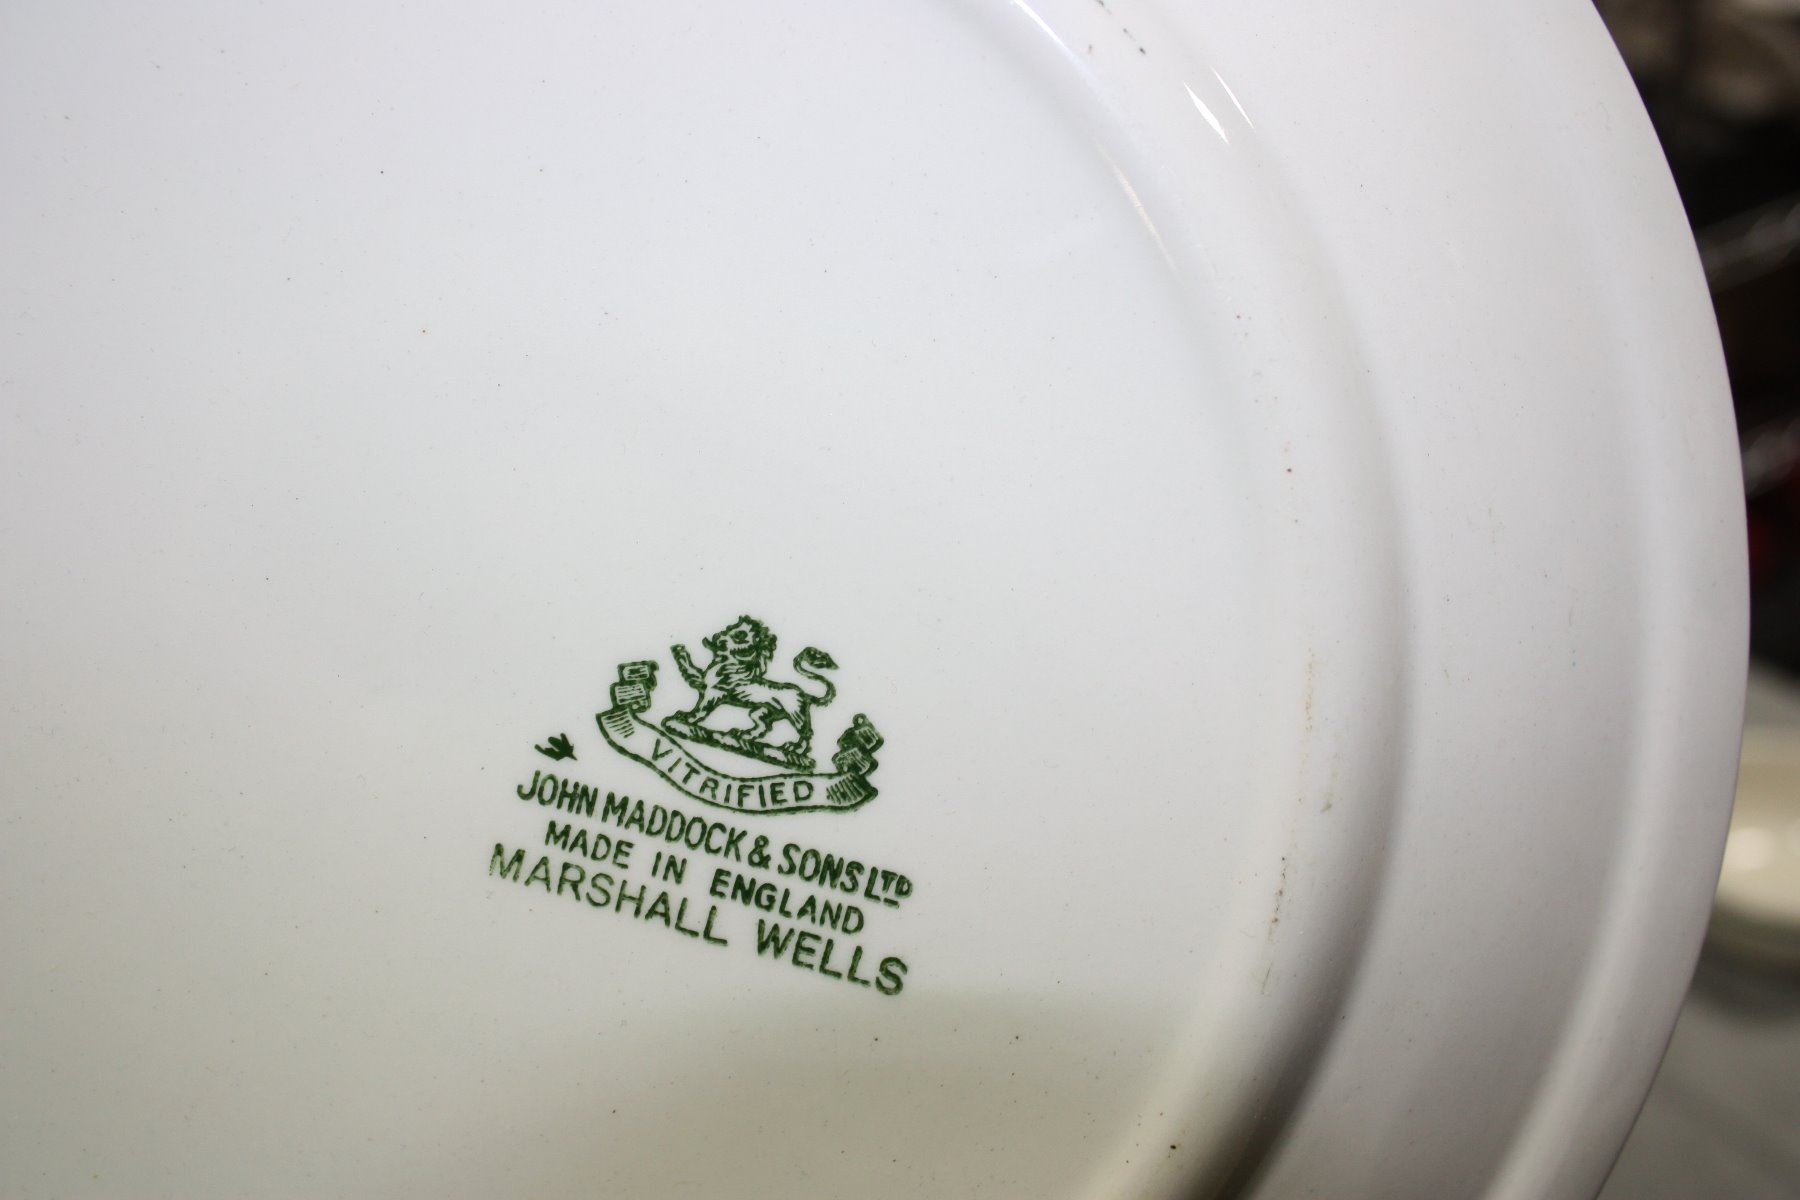 VITRIFIED
JOHN MADDOCK & SONS LTD
MADE IN ENGLAND
MARSHALL WELLS